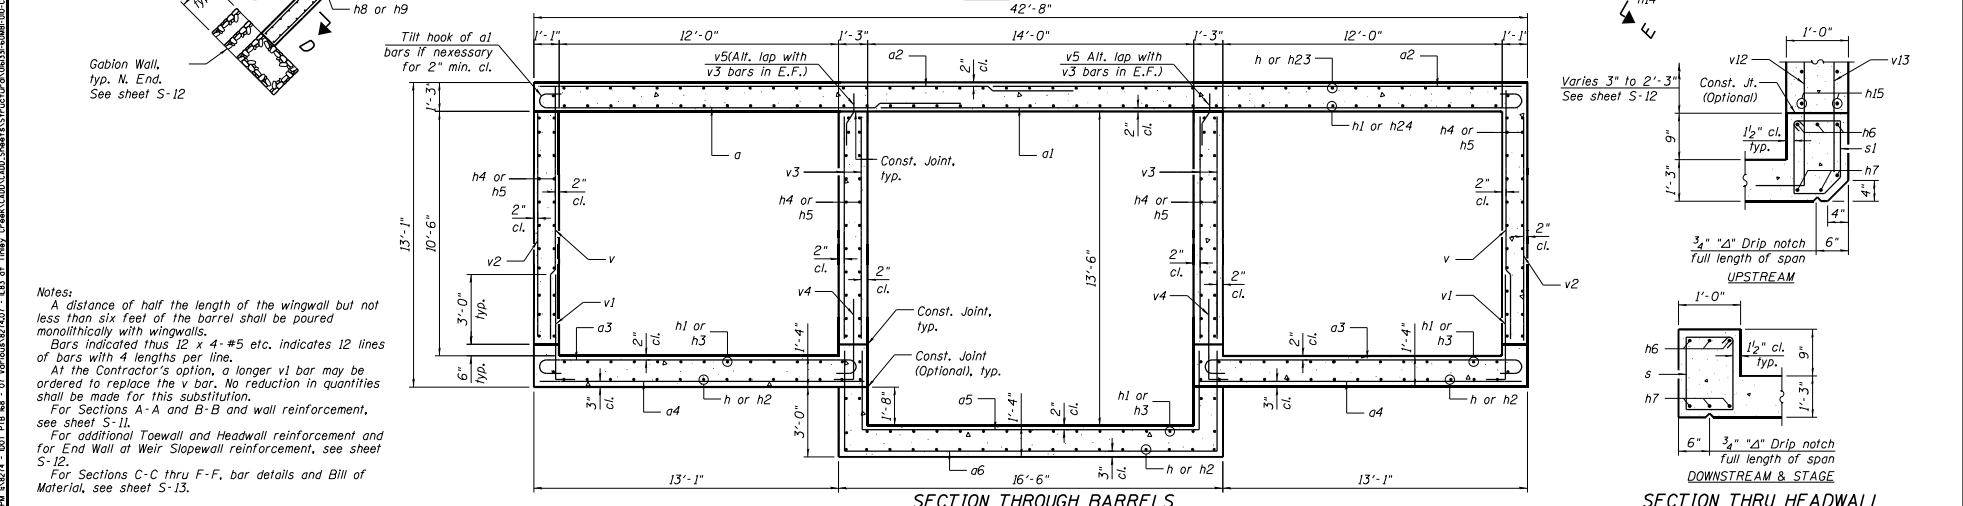 h8 or h9
typ.
D
Gabion Wall,
typ. N. End.
See sheet S-12
Notes:
A distance of half the length of the wingwall but not
less than six feet of the barrel shall be poured
monolithically with wingwalls.
Bars indicated thus 12 x 4-#5 etc. indicates 12 lines
of bars with 4 lengths per line.
At the Contractor's option, a longer v1 bar may be
ordered to replace the v bar. No reduction in quantities
shall be made for this substitution.
For Sections A-A and B-B and wall reinforcement,
see sheet S-11.
For additional Toewall and Headwall reinforcement and
for End Wall at Weir Slopewall reinforcement, see sheet
S-12.
For Sections C-C thru F-F, bar details and Bill of
Material, see sheet S-13.
42'-8"
1'-1"
12'-0"
1'-3"
14'-0"
1'-3"
12'-0"
1'-1"
Tilt hook of a1
bars if nexessary
for 2" min. cl.
v5(Alt. lap with
v3 bars in E.F.)
a2
2"
cl.
v5 (Alt. lap with
v3 bars in E.F.)
h or h23
a2
1'-3"
a
a1
2"
cl.
h1 or h24
h4 or
h5
Const. Joint,
typ.
v3
v3
h4 or
h5
2"
cl.
h4 or
h5
h4 or
h5
2"
cl.
2"
cl.
13'-1"
10'-6"
13'-6"
v2
v
2"
cl.
2"
cl.
2"
cl.
2"
cl.
v
2"
cl.
v2
v1
v4
v4
v1
3'-0"
typ.
Const. Joint,
typ.
a3
2"
cl.
h1 or
h3
1'-4"
Const. Joint
(Optional), typ.
a3
2"
cl.
1'-4"
h1 or
h3
6"
typ.
3"
cl.
a4
h or h2
3'-0"
1'-8"
a5
1'-4"
2"
cl.
h1 or
h3
3"
cl.
a4
h or h2
a6
3"
cl.
h or h2
13'-1"
16'-6"
13'-1"
SECTION THROUGH BARRELS
h14
E
1'-0"
v12
v13
Varies 3" to 2'-3"
See sheet S-12
Const. Jt.
(Optional)
h15
9"
1½" cl.
typ.
h6
s1
1'-3"
h7
4"
4"
¾" "Δ" Drip notch
full length of span
6"
UPSTREAM
1'-0"
h6
1½" cl.
typ.
9"
s
h7
1'-3"
6"
¾" "Δ" Drip notch
full length of span
DOWNSTREAM & STAGE
SECTION THRU HEADWALL